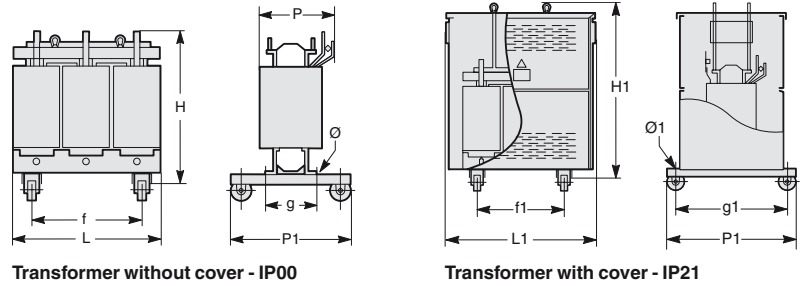 P
H
Ø
f
L
g
P1
H1
Ø1
f1
L1
g1
P1
Transformer without cover - IP00
Transformer with cover - IP21